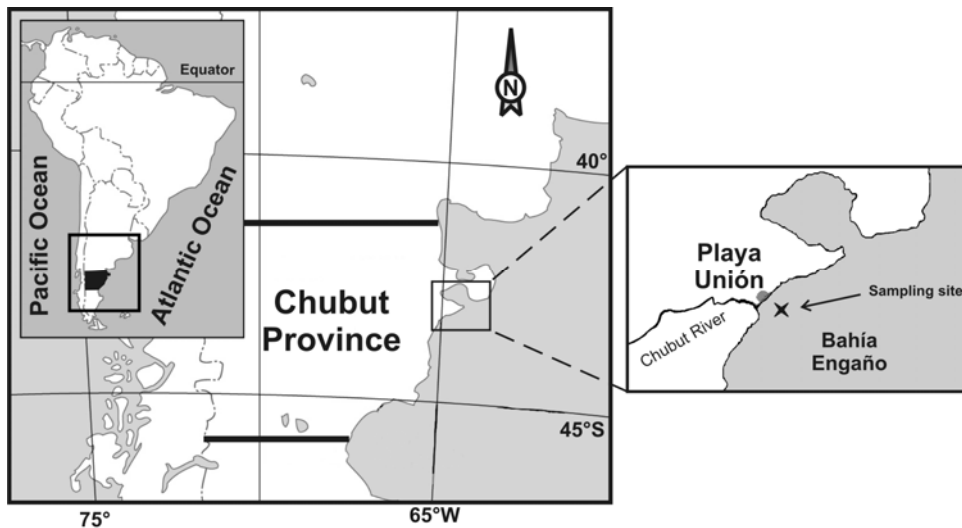 Equator
Pacific Ocean
Atlantic Ocean
N
40°
Chubut
Province
45°S
75°
65°W
Playa
Unión
Sampling site
Chubut River
Bahía
Engaño